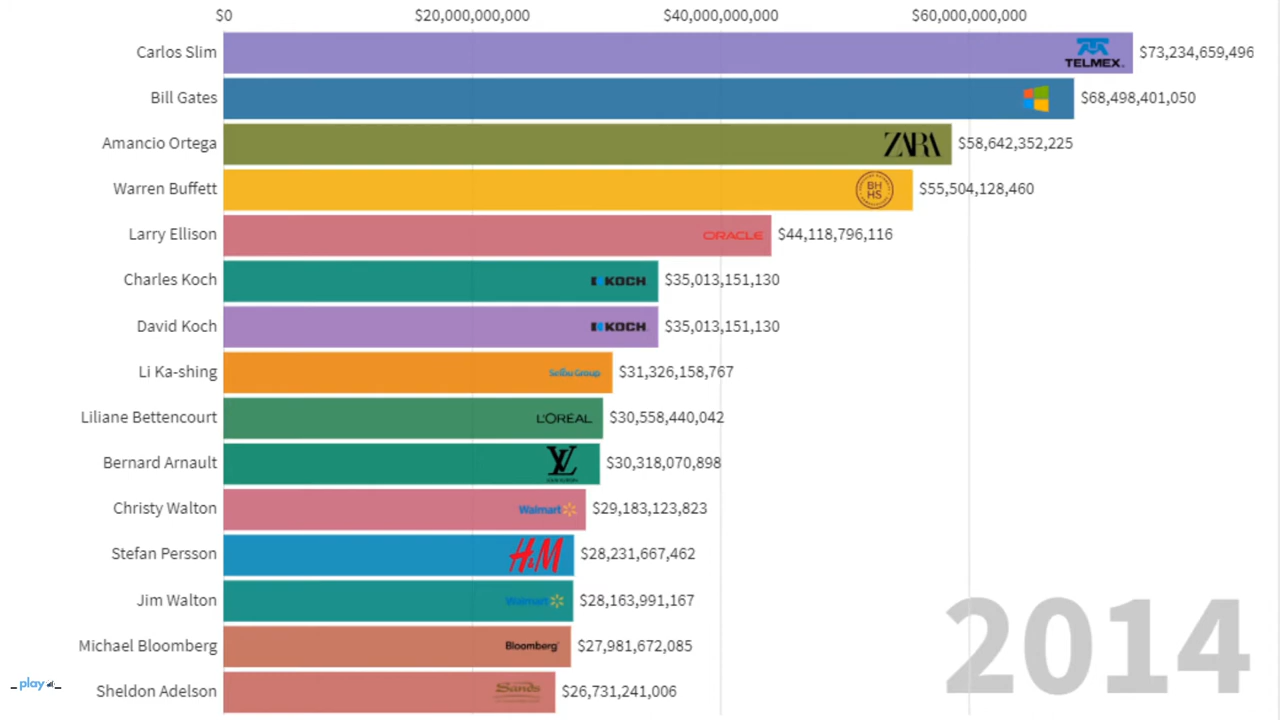 $0 $20,000,000,000 $40,000,000,000 $60,000,000,000
Carlos Slim TELMEX. $73,234,659,496
Bill Gates $68,498,401,050
Amancio Ortega ZARA $58,642,352,225
Warren Buffett BH HS $55,504,128,460
Larry Ellison ORACLE $44,118,796,116
Charles Koch KOCH $35,013,151,130
David Koch KOCH $35,013,151,130
Li Ka-shing Seibu Group $31,326,158,767
Liliane Bettencourt L'ORÉAL $30,558,440,042
Bernard Arnault LV $30,318,070,898
Christy Walton Walmart $29,183,123,823
Stefan Persson H&M $28,231,667,462
Jim Walton Walmart $28,163,991,167
Michael Bloomberg Bloomberg $27,981,672,085
Sheldon Adelson Sands $26,731,241,006
2014
_play_